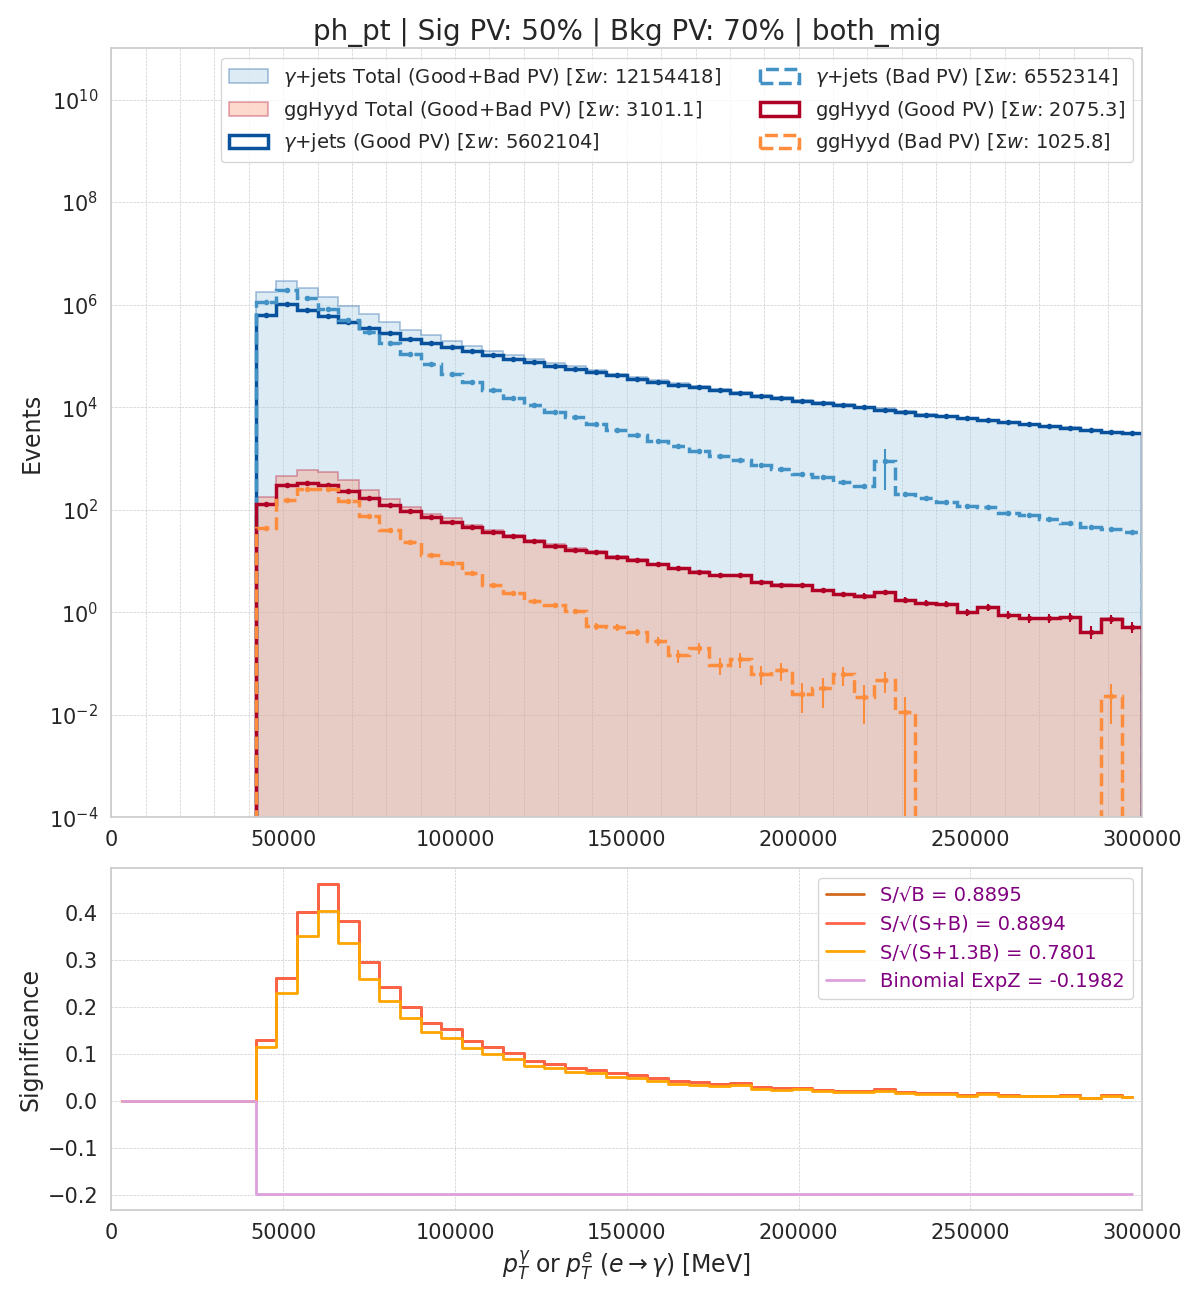 ph_pt | Sig PV: 50% | Bkg PV: 70% | both_mig
γ+jets Total (Good+Bad PV) [Σw: 12154418]
ggHyyd Total (Good+Bad PV) [Σw: 3101.1]
γ+jets (Good PV) [Σw: 5602104]
γ+jets (Bad PV) [Σw: 6552314]
ggHyyd (Good PV) [Σw: 2075.3]
ggHyyd (Bad PV) [Σw: 1025.8]
Events
10^10
10^8
10^6
10^4
10^2
10^0
10^−2
10^−4
0 50000 100000 150000 200000 250000 300000
S/√B = 0.8895
S/√(S+B) = 0.8894
S/√(S+1.3B) = 0.7801
Binomial ExpZ = -0.1982
Significance
0.4
0.3
0.2
0.1
0.0
−0.1
−0.2
0 50000 100000 150000 200000 250000 300000
p_T^γ or p_T^e (e→γ) [MeV]